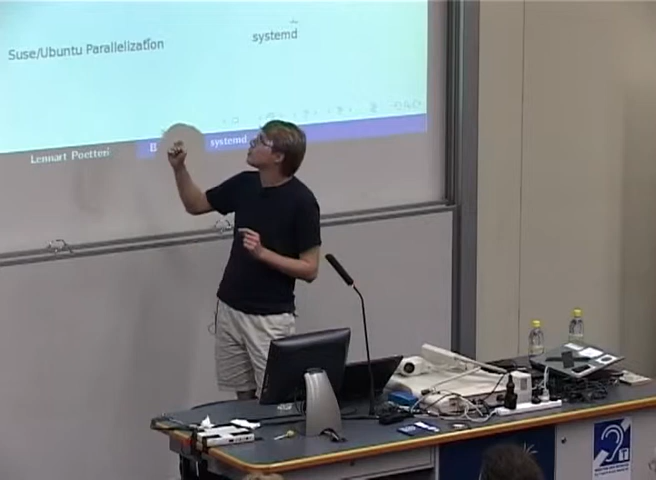 Suse/Ubuntu Parallelization
systemd
Lennart Poetteri
B
systemd
T